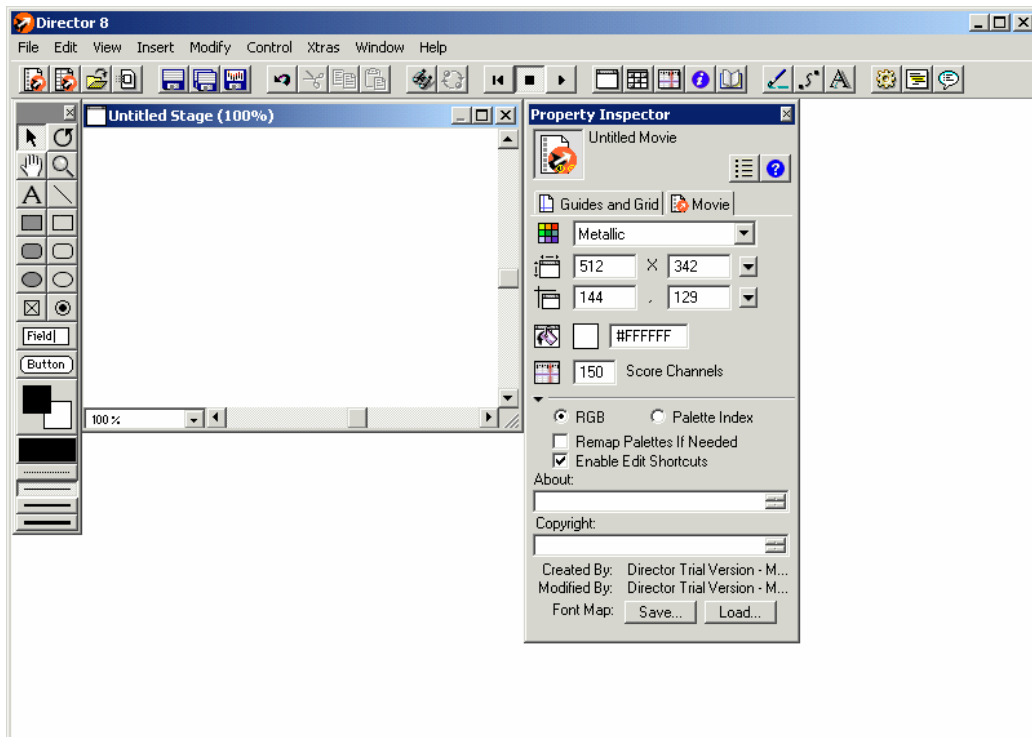 Director 8
File Edit View Insert Modify Control Xtras Window Help
Untitled Stage (100%)
A
Field
Button
100%
Property Inspector
Untitled Movie
Guides and Grid Movie
Metallic
512 X 342
144 , 129
#FFFFFF
150 Score Channels
RGB Palette Index
Remap Palettes If Needed
Enable Edit Shortcuts
About:
Copyright:
Created By: Director Trial Version - M...
Modified By: Director Trial Version - M...
Font Map: Save... Load...